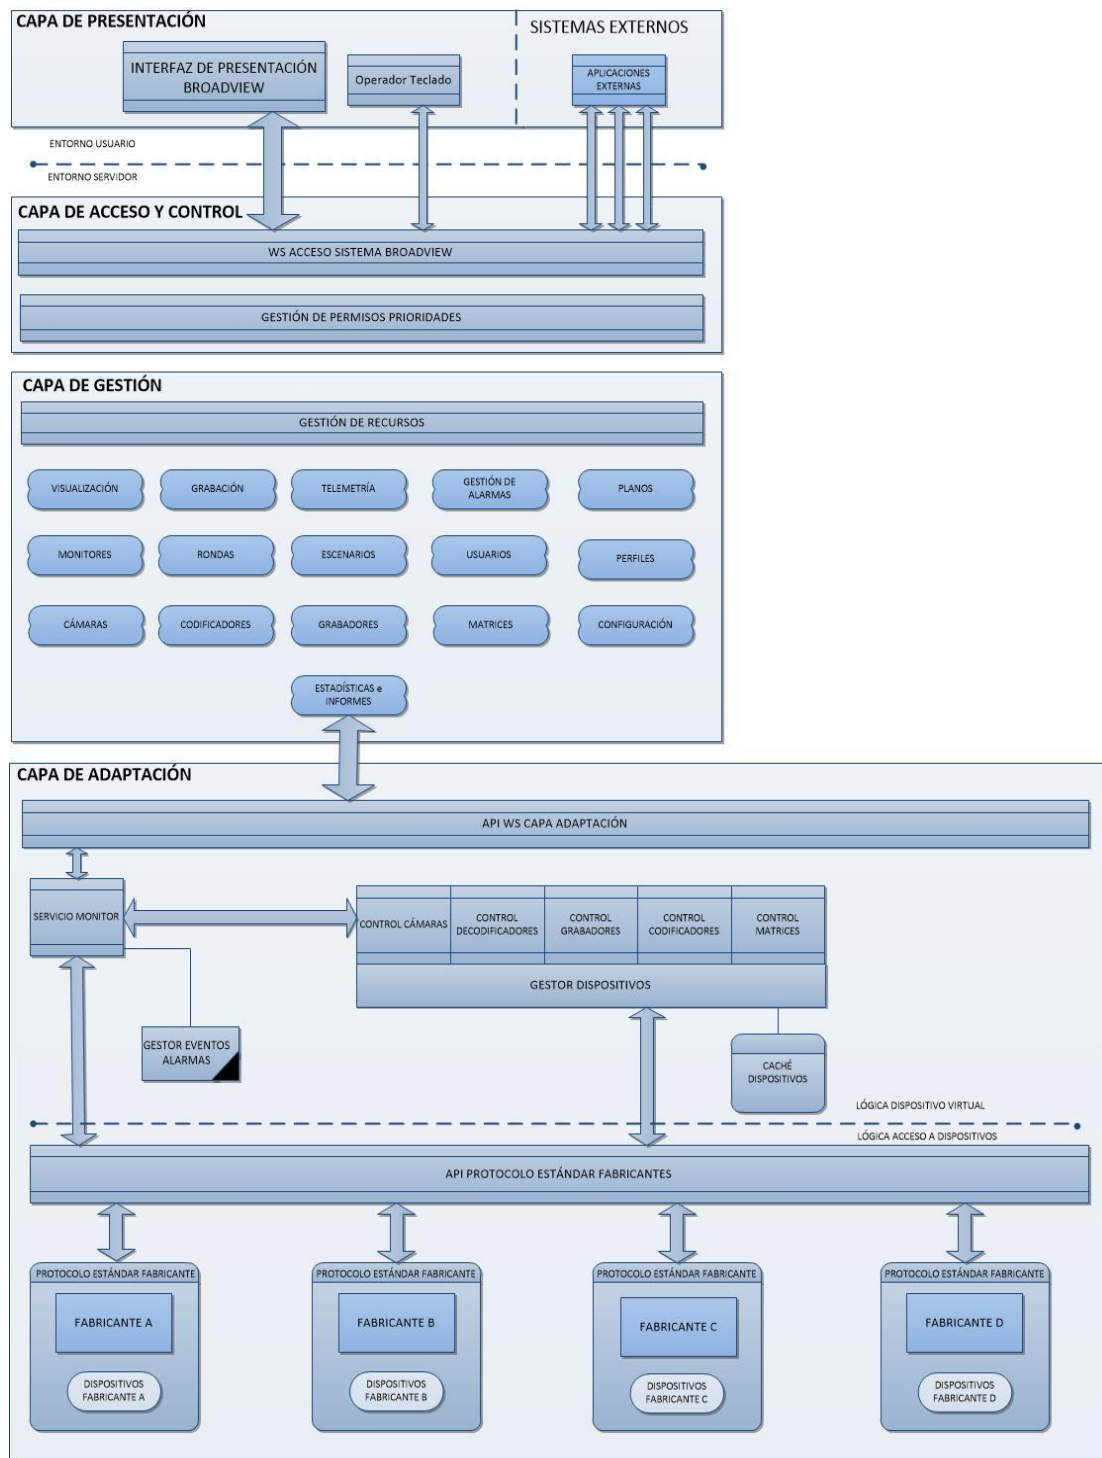 CAPA DE PRESENTACIÓN
SISTEMAS EXTERNOS
INTERFAZ DE PRESENTACIÓN
BROADVIEW
Operador Teclado
APLICACIONES
EXTERNAS
ENTORNO USUARIO
ENTORNO SERVIDOR
CAPA DE ACCESO Y CONTROL
WS ACCESO SISTEMA BROADVIEW
GESTIÓN DE PERMISOS PRIORIDADES
CAPA DE GESTIÓN
GESTIÓN DE RECURSOS
VISUALIZACIÓN
GRABACIÓN
TELEMETRÍA
GESTIÓN DE
ALARMAS
PLANOS
MONITORES
RONDAS
ESCENARIOS
USUARIOS
PERFILES
CÁMARAS
CODIFICADORES
GRABADORES
MATRICES
CONFIGURACIÓN
ESTADÍSTICAS e
INFORMES
CAPA DE ADAPTACIÓN
API WS CAPA ADAPTACIÓN
SERVICIO MONITOR
CONTROL CÁMARAS
CONTROL
DECODIFICADORES
CONTROL
GRABADORES
CONTROL
CODIFICADORES
CONTROL
MATRICES
GESTOR DISPOSITIVOS
GESTOR EVENTOS
ALARMAS
CACHÉ
DISPOSITIVOS
LÓGICA DISPOSITIVO VIRTUAL
LÓGICA ACCESO A DISPOSITIVOS
API PROTOCOLO ESTÁNDAR FABRICANTES
PROTOCOLO ESTÁNDAR FABRICANTE
FABRICANTE A
DISPOSITIVOS
FABRICANTE A
PROTOCOLO ESTÁNDAR FABRICANTE
FABRICANTE B
DISPOSITIVOS
FABRICANTE B
PROTOCOLO ESTÁNDAR FABRICANTE
FABRICANTE C
DISPOSITIVOS
FABRICANTE C
PROTOCOLO ESTÁNDAR FABRICANTE
FABRICANTE D
DISPOSITIVOS
FABRICANTE D